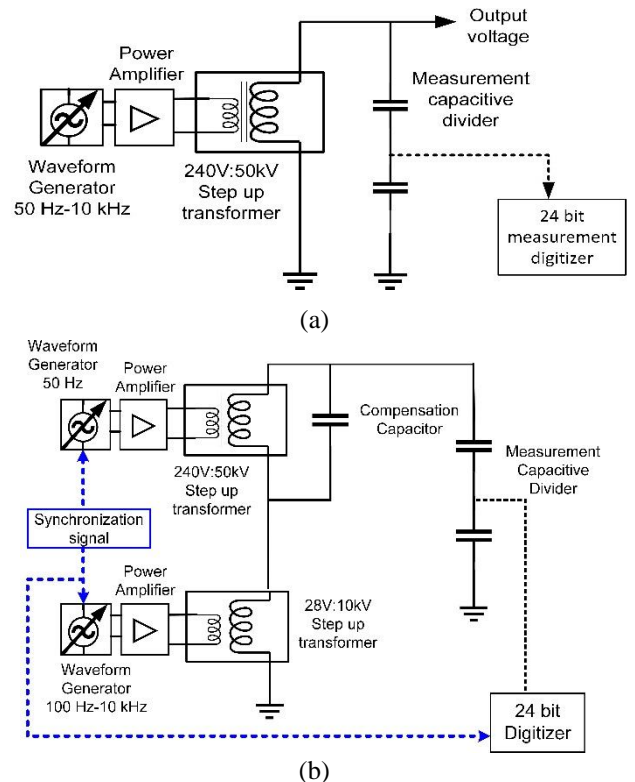 Output
voltage
Power
Amplifier
Measurement
capacitive
divider
Waveform
Generator
50 Hz-10 kHz
240V:50kV
Step up
transformer
24 bit
measurement
digitizer
(a)
Waveform
Generator
50 Hz
Power
Amplifier
Compensation
Capacitor
Measurement
Capacitive
Divider
240V:50kV
Step up
transformer
Synchronization
signal
Power
Amplifier
28V:10kV
Step up
transformer
Waveform
Generator
100 Hz-10 kHz
24 bit
Digitizer
(b)